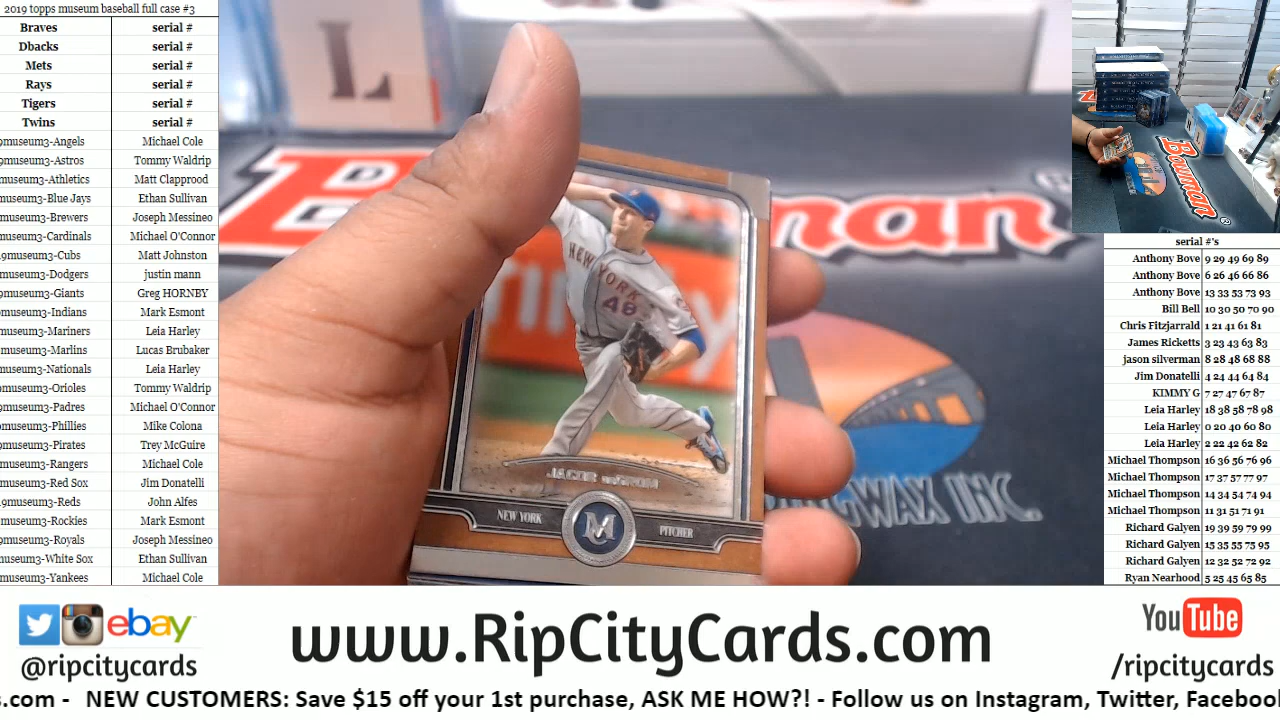 2019 topps museum baseball full case #3
Braves serial #
Dbacks serial #
Mets serial #
Rays serial #
Tigers serial #
Twins serial #
9museum3-Angels Michael Cole
9museum3-Astros Tommy Waldrip
museum3-Athletics Matt Clapprood
museum3-Blue Jays Ethan Sullivan
museum3-Brewers Joseph Messineo
museum3-Cardinals Michael O'Connor
19museum3-Cubs Matt Johnston
museum3-Dodgers justin mann
9museum3-Giants Greg HORNBY
museum3-Indians Mark Esmont
museum3-Mariners Leia Harley
museum3-Marlins Lucas Brubaker
museum3-Nationals Leia Harley
museum3-Orioles Tommy Waldrip
9museum3-Padres Michael O'Connor
museum3-Phillies Mike Colona
9museum3-Pirates Trey McGuire
museum3-Rangers Michael Cole
museum3-Red Sox Jim Donatelli
19museum3-Reds John Alfes
museum3-Rockies Mark Esmont
museum3-Royals Joseph Messineo
museum3-White Sox Ethan Sullivan
museum3-Yankees Michael Cole
L
Bowman
man
®
NEW YORK
48
JACOB deGROM
NEW YORK
PITCHER
MC
INGWAX INC.
serial #'s
Anthony Bove 9 29 49 69 89
Anthony Bove 6 26 46 66 86
Anthony Bove 13 33 53 73 93
Bill Bell 10 30 50 70 90
Chris Fitzjarrald 1 21 41 61 81
James Ricketts 3 23 43 63 83
jason silverman 8 28 48 68 88
Jim Donatelli 4 24 44 64 84
KIMMY G 7 27 47 67 87
Leia Harley 18 38 58 78 98
Leia Harley 0 20 40 60 80
Leia Harley 2 22 42 62 82
Michael Thompson 16 36 56 76 96
Michael Thompson 17 37 57 77 97
Michael Thompson 14 34 54 74 94
Michael Thompson 11 31 51 71 91
Richard Galyen 19 39 59 79 99
Richard Galyen 15 35 55 75 95
Richard Galyen 12 32 52 72 92
Ryan Nearhood 5 25 45 65 85
ebay
@ripcitycards
www.RipCityCards.com
YouTube
/ripcitycards
s.com - NEW CUSTOMERS: Save $15 off your 1st purchase, ASK ME HOW?! - Follow us on Instagram, Twitter, Facebook